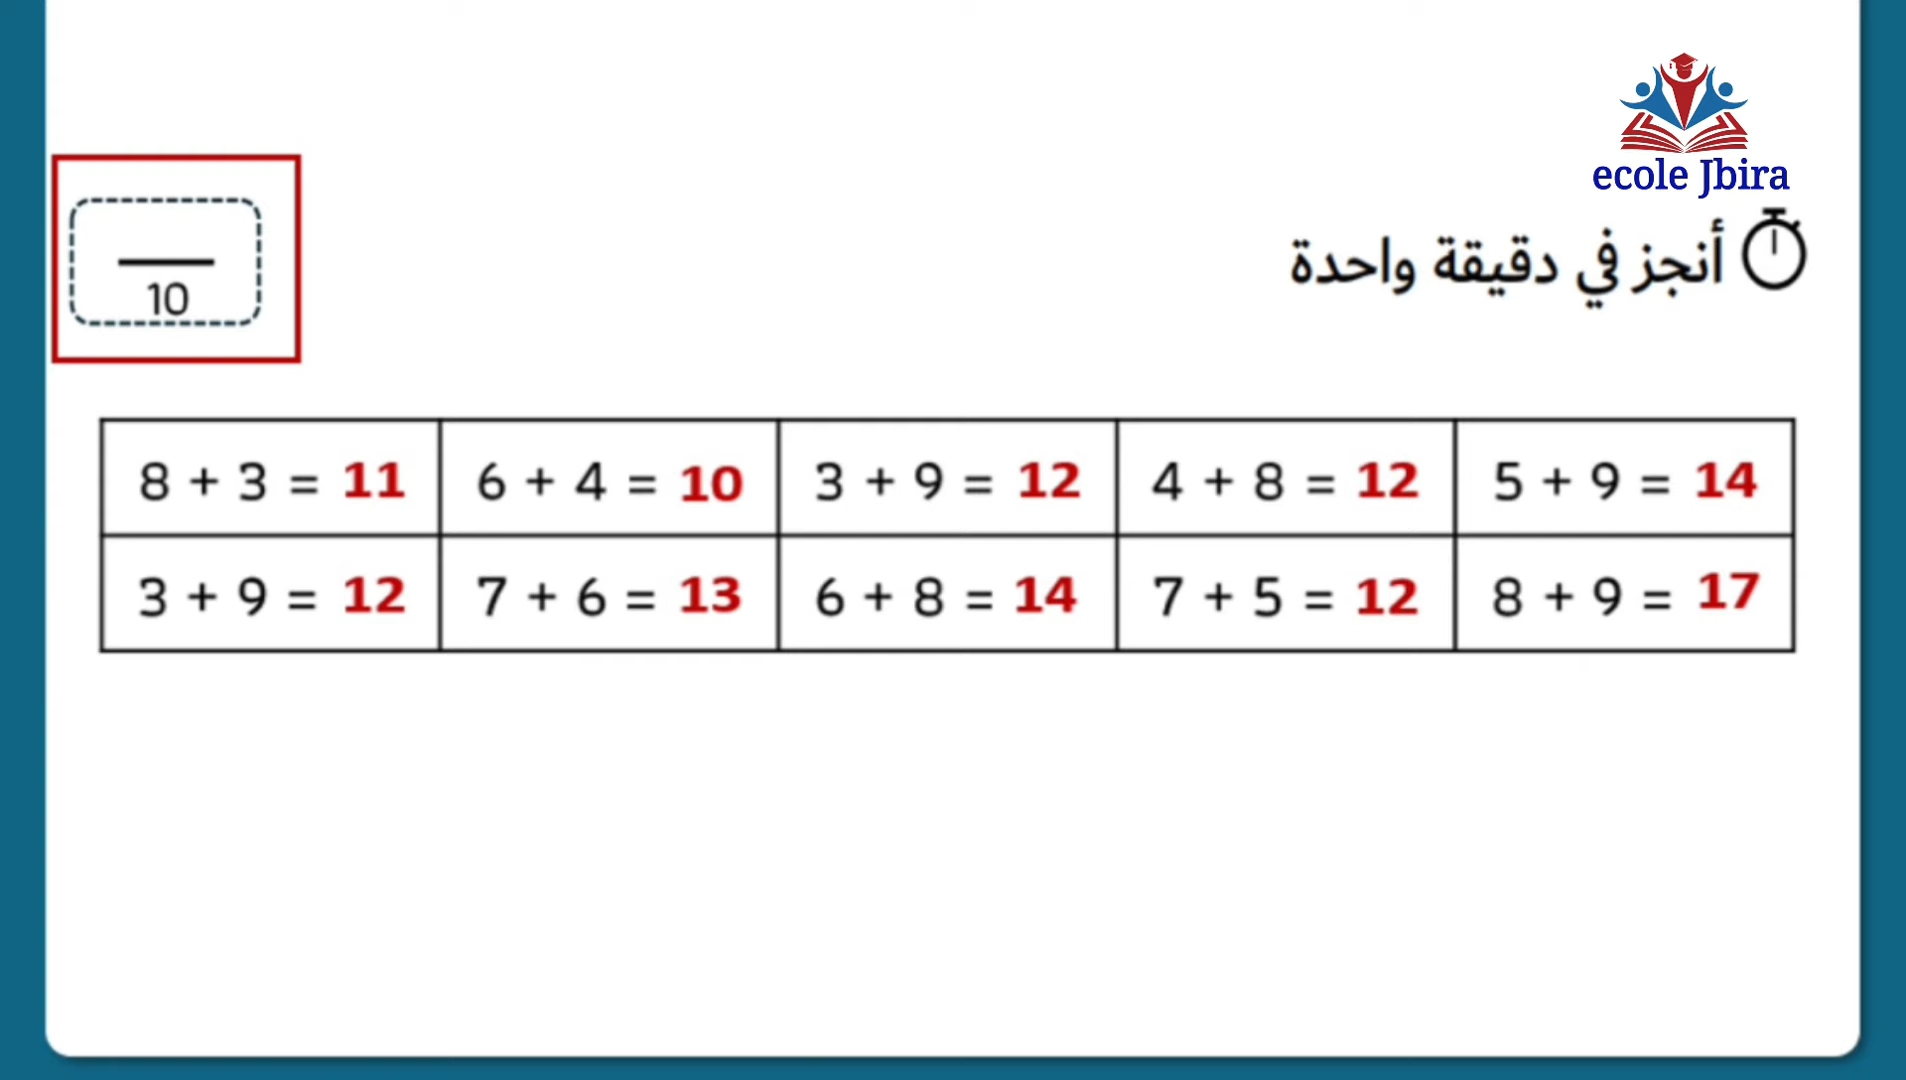 ecole Jbira
أنجز في دقيقة واحدة
10
8 + 3 = 11
6 + 4 = 10
3 + 9 = 12
4 + 8 = 12
5 + 9 = 14
3 + 9 = 12
7 + 6 = 13
6 + 8 = 14
7 + 5 = 12
8 + 9 = 17